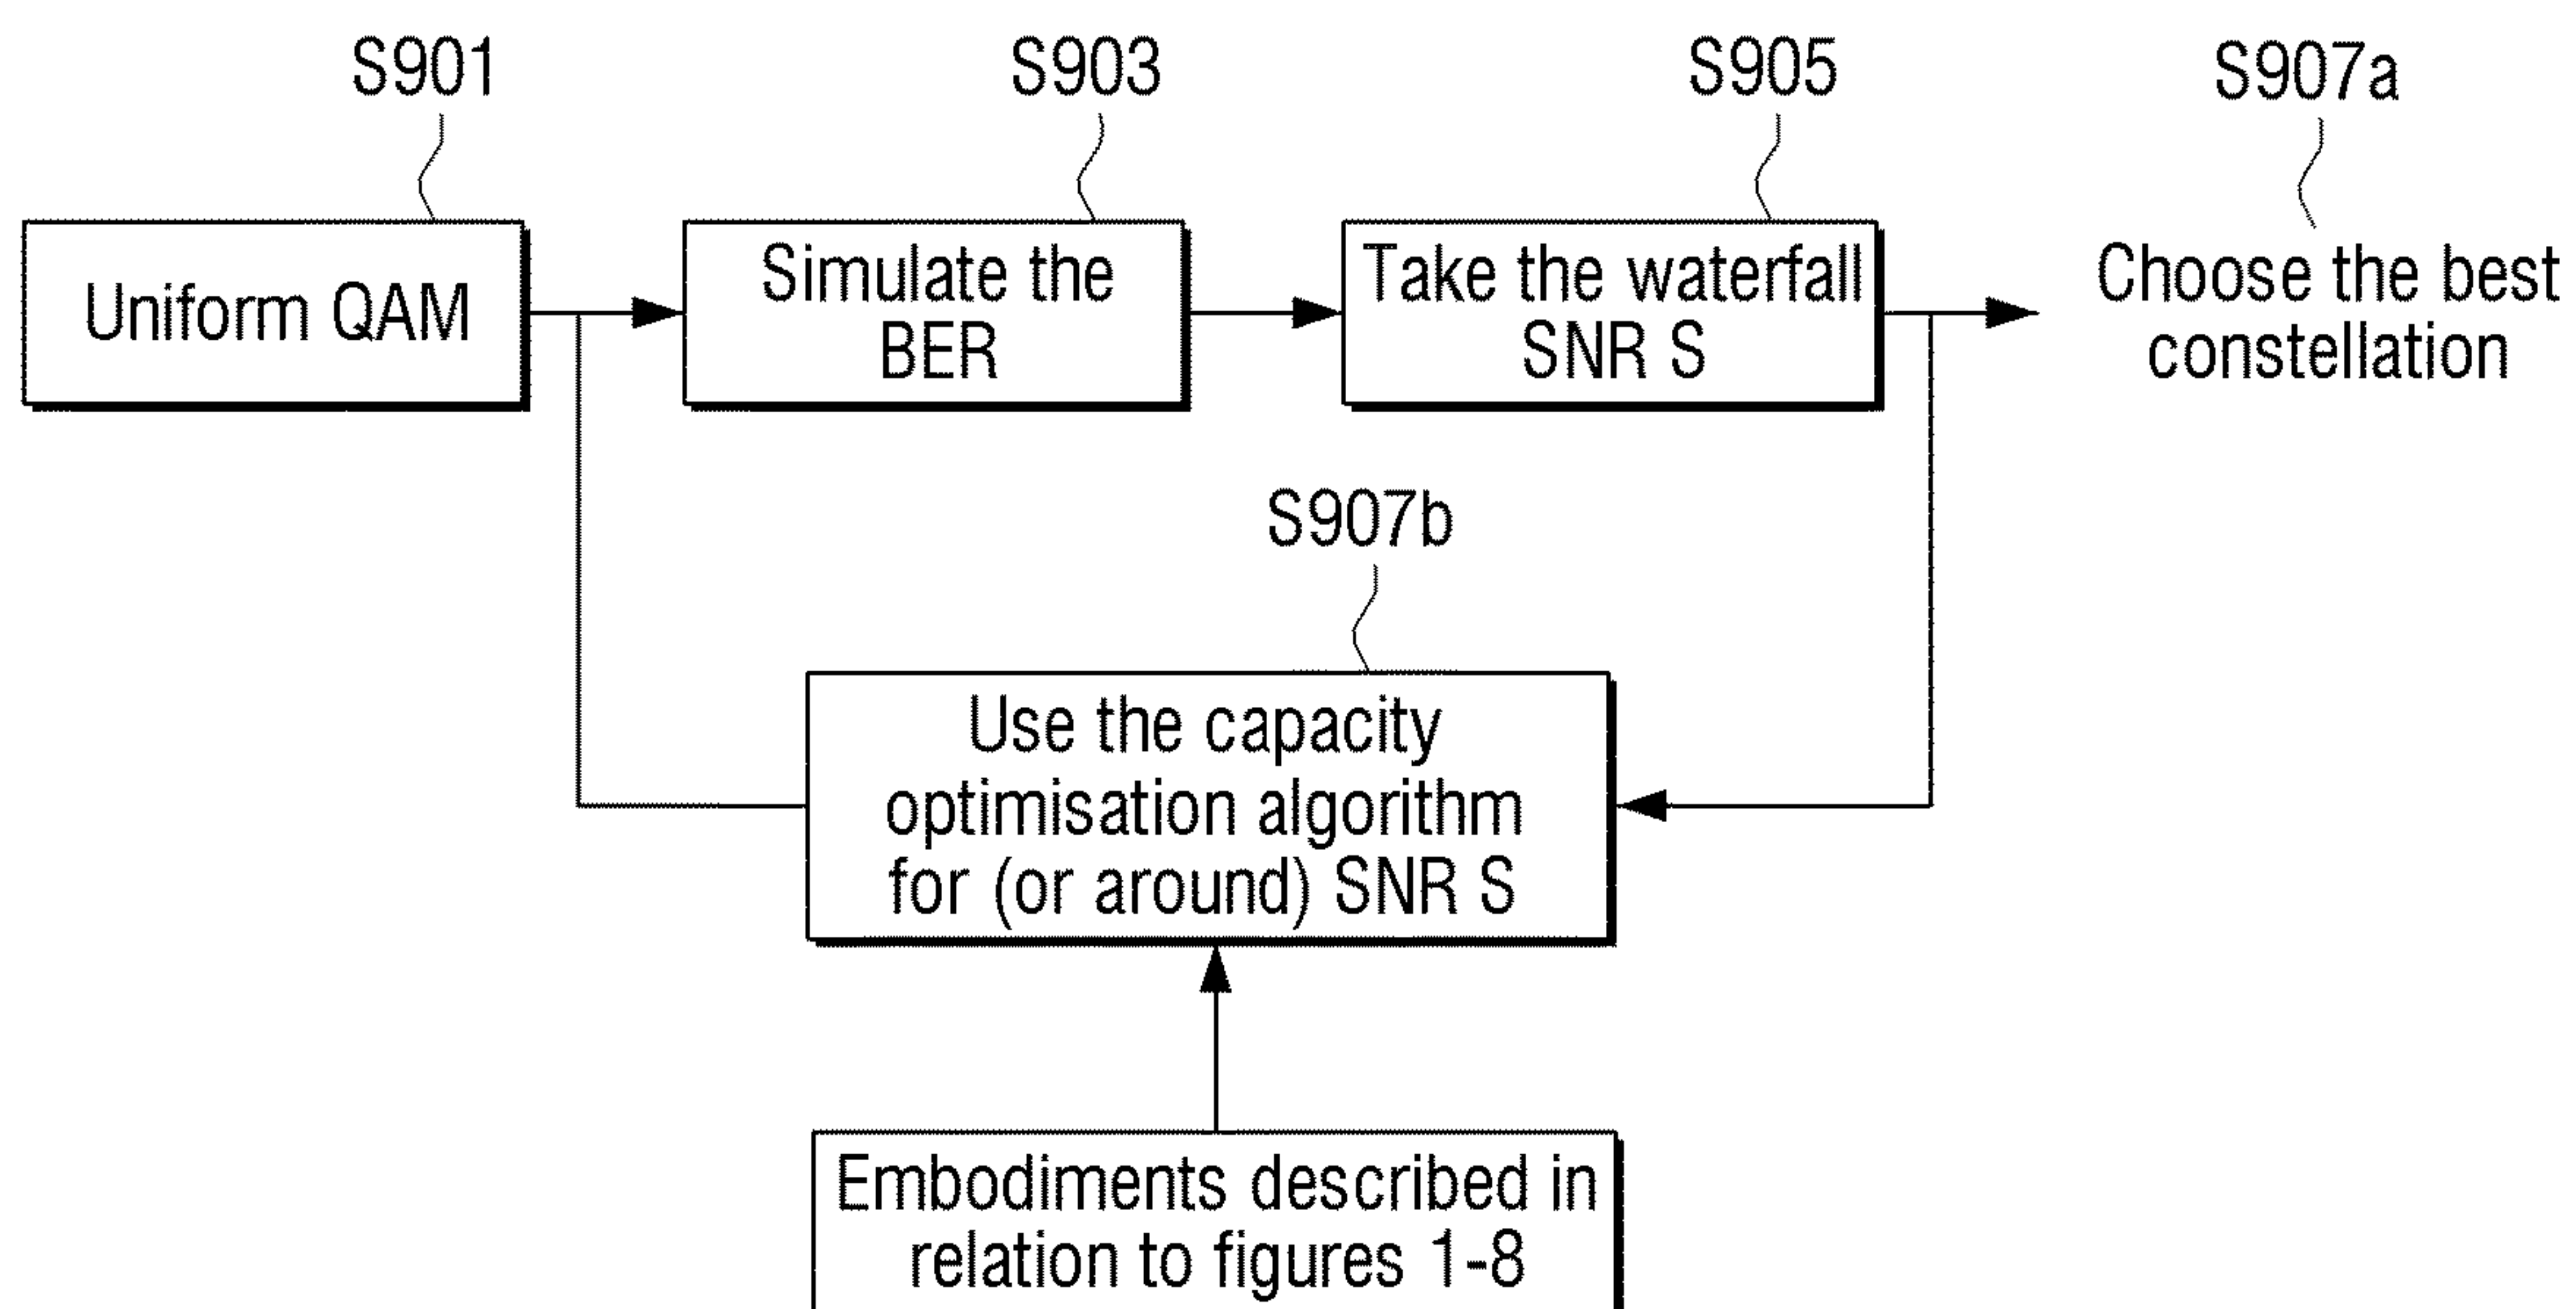 S901
S903
S905
S907a
Uniform QAM
Simulate the
BER
Take the waterfall
SNR S
Choose the best
constellation
S907b
Use the capacity
optimisation algorithm
for (or around) SNR S
Embodiments described in
relation to figures 1-8